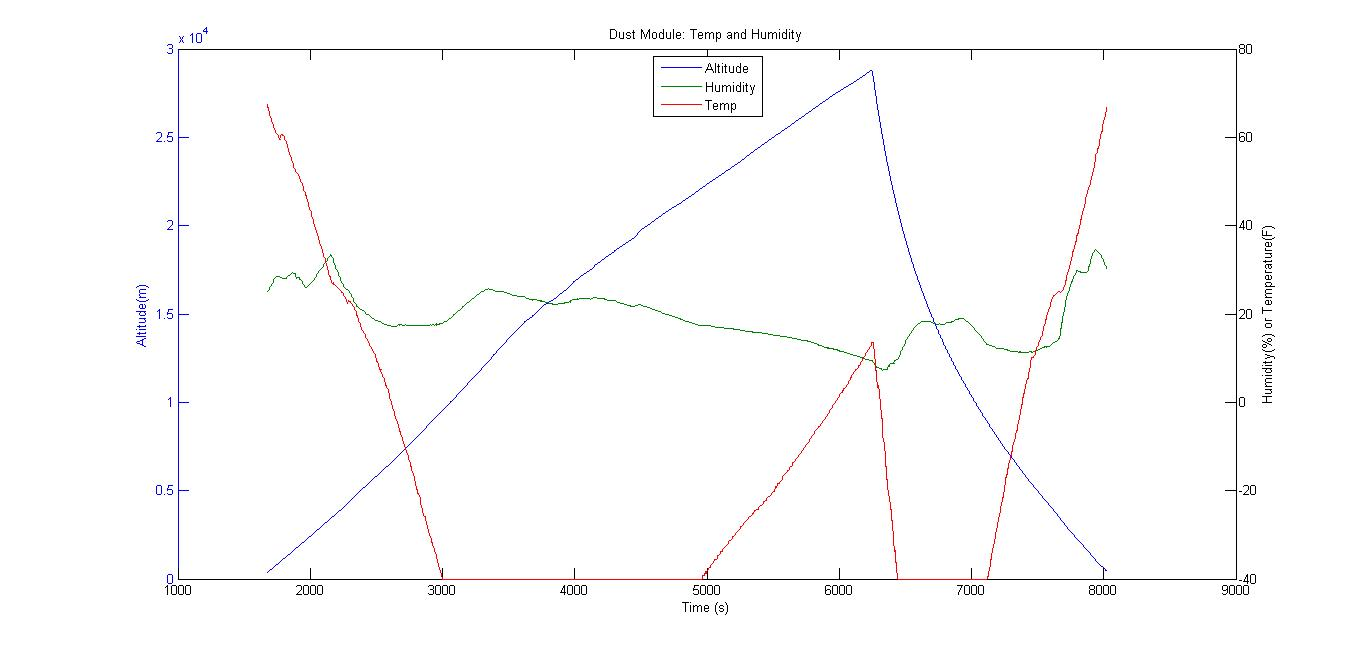 Dust Module: Temp and Humidity
x 10^4
Altitude
Humidity
Temp
3
2.5
2
1.5
1
0.5
0
Altitude(m)
80
60
40
20
0
-20
-40
Humidity(%) or Temperature(F)
1000 2000 3000 4000 5000 6000 7000 8000 9000
Time (s)